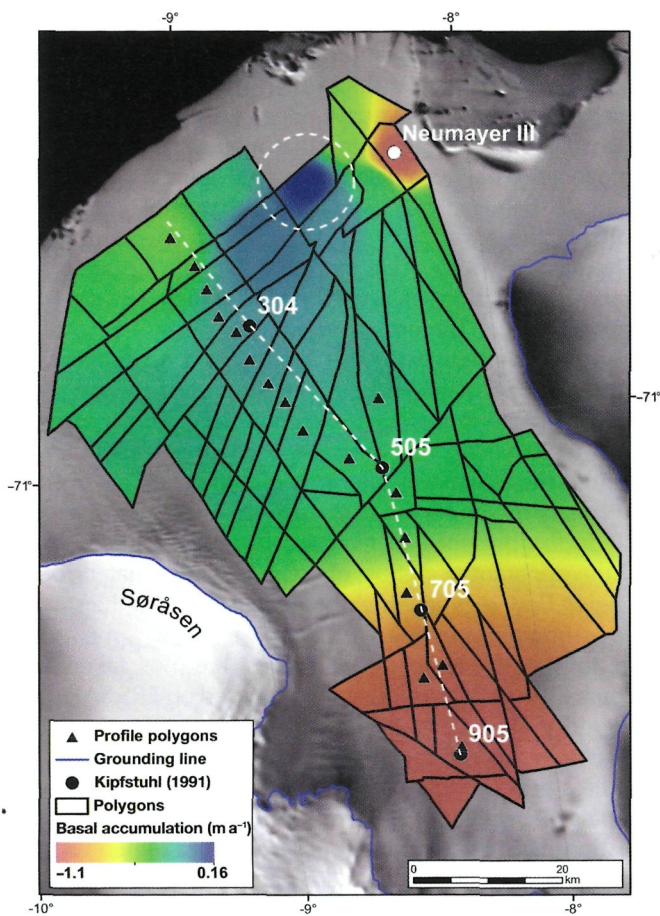 -9°
-8°
-10°
Neumayer III
304
-71°
505
-71°
705
Søråsen
905
Profile polygons
Grounding line
Kipfstuhl (1991)
Polygons
Basal accumulation (m a⁻¹)
-1.1
0.16
0
20
km
-10°
-9°
-8°